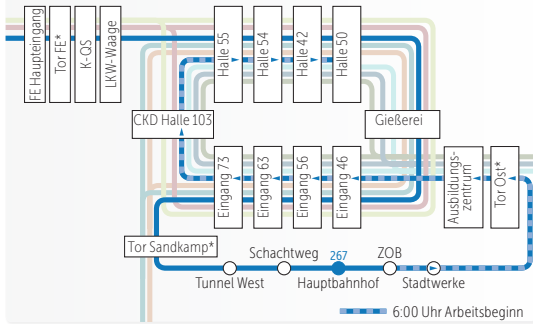 FE Haupteingang
Tor FE*
K-QS
LKW-Waage
Halle 55
Halle 54
Halle 42
Halle 50
CKD Halle 103
Gießerei
Eingang 73
Eingang 63
Eingang 56
Eingang 46
Ausbildungs-
zentrum
Tor Ost*
Tor Sandkamp*
Schachtweg
267
ZOB
Tunnel West
Hauptbahnhof
Stadtwerke
6:00 Uhr Arbeitsbeginn